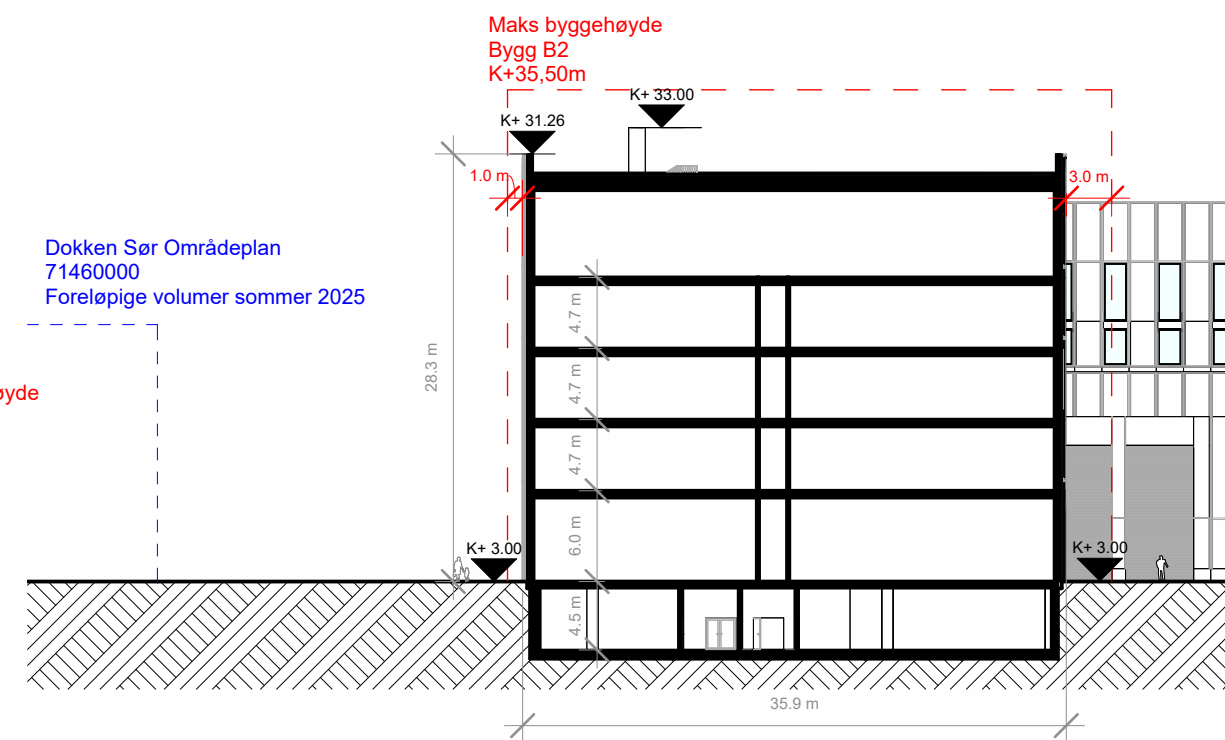 Maks byggehøyde
Bygg B2
K+35,50m
K+ 33.00
K+ 31.26
1.0 m
3.0 m
Dokken Sør Områdeplan
71460000
Foreløpige volumer sommer 2025
øyde
28.3 m
4.7 m
4.7 m
4.7 m
6.0 m
4.5 m
K+ 3.00
K+ 3.00
35.9 m